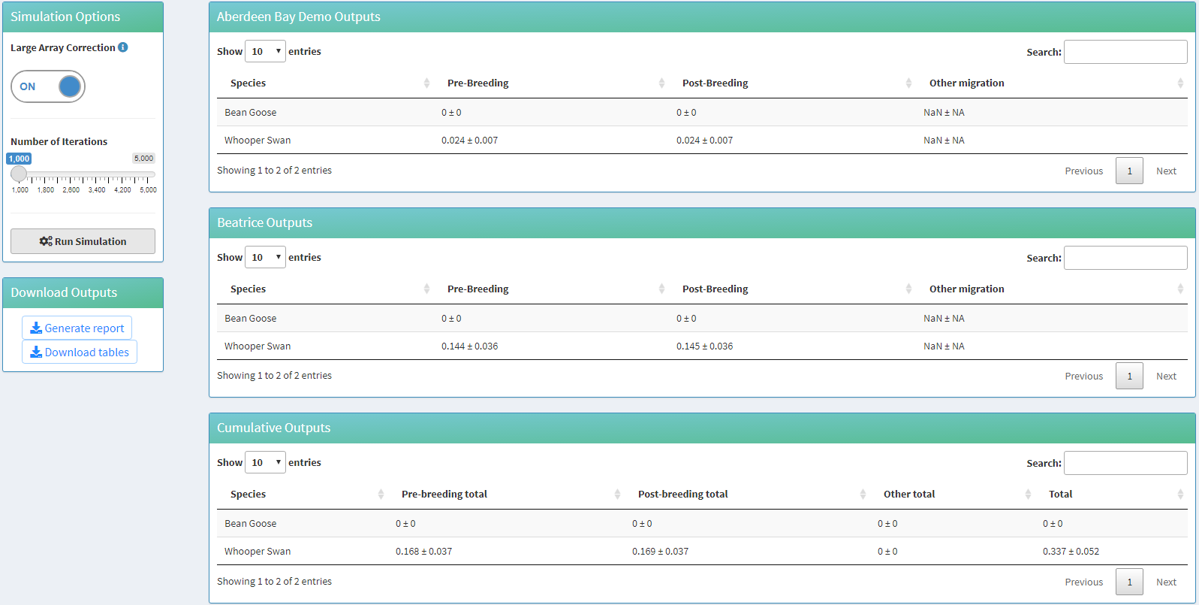 Simulation Options
Large Array Correction
ON
Number of Iterations
1,000 5,000
1,000 1,800 2,600 3,400 4,200 5,000
Run Simulation
Download Outputs
Generate report
Download tables
Aberdeen Bay Demo Outputs
Show 10 entries Search:
Species Pre-Breeding Post-Breeding Other migration
Bean Goose 0 ± 0 0 ± 0 NaN ± NA
Whooper Swan 0.024 ± 0.007 0.024 ± 0.007 NaN ± NA
Showing 1 to 2 of 2 entries Previous 1 Next
Beatrice Outputs
Show 10 entries Search:
Species Pre-Breeding Post-Breeding Other migration
Bean Goose 0 ± 0 0 ± 0 NaN ± NA
Whooper Swan 0.144 ± 0.036 0.145 ± 0.036 NaN ± NA
Showing 1 to 2 of 2 entries Previous 1 Next
Cumulative Outputs
Show 10 entries Search:
Species Pre-breeding total Post-breeding total Other total Total
Bean Goose 0 ± 0 0 ± 0 0 ± 0 0 ± 0
Whooper Swan 0.168 ± 0.037 0.169 ± 0.037 0 ± 0 0.337 ± 0.052
Showing 1 to 2 of 2 entries Previous 1 Next